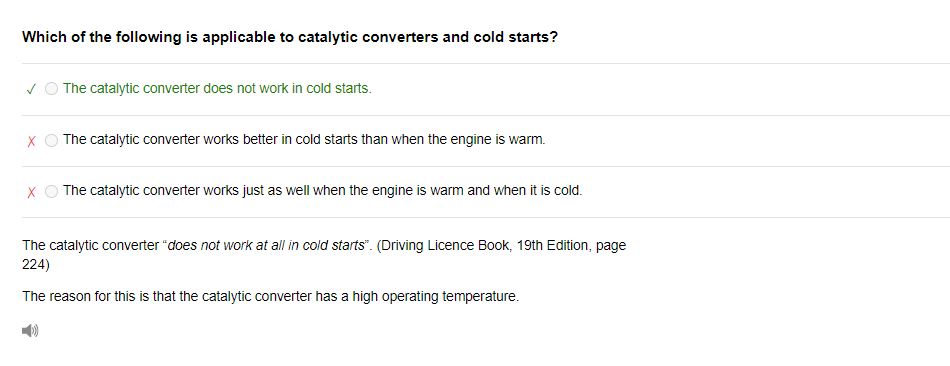 Which of the following is applicable to catalytic converters and cold starts?
✓ The catalytic converter does not work in cold starts.
X The catalytic converter works better in cold starts than when the engine is warm.
X The catalytic converter works just as well when the engine is warm and when it is cold.
The catalytic converter “does not work at all in cold starts”. (Driving Licence Book, 19th Edition, page
224)
The reason for this is that the catalytic converter has a high operating temperature.